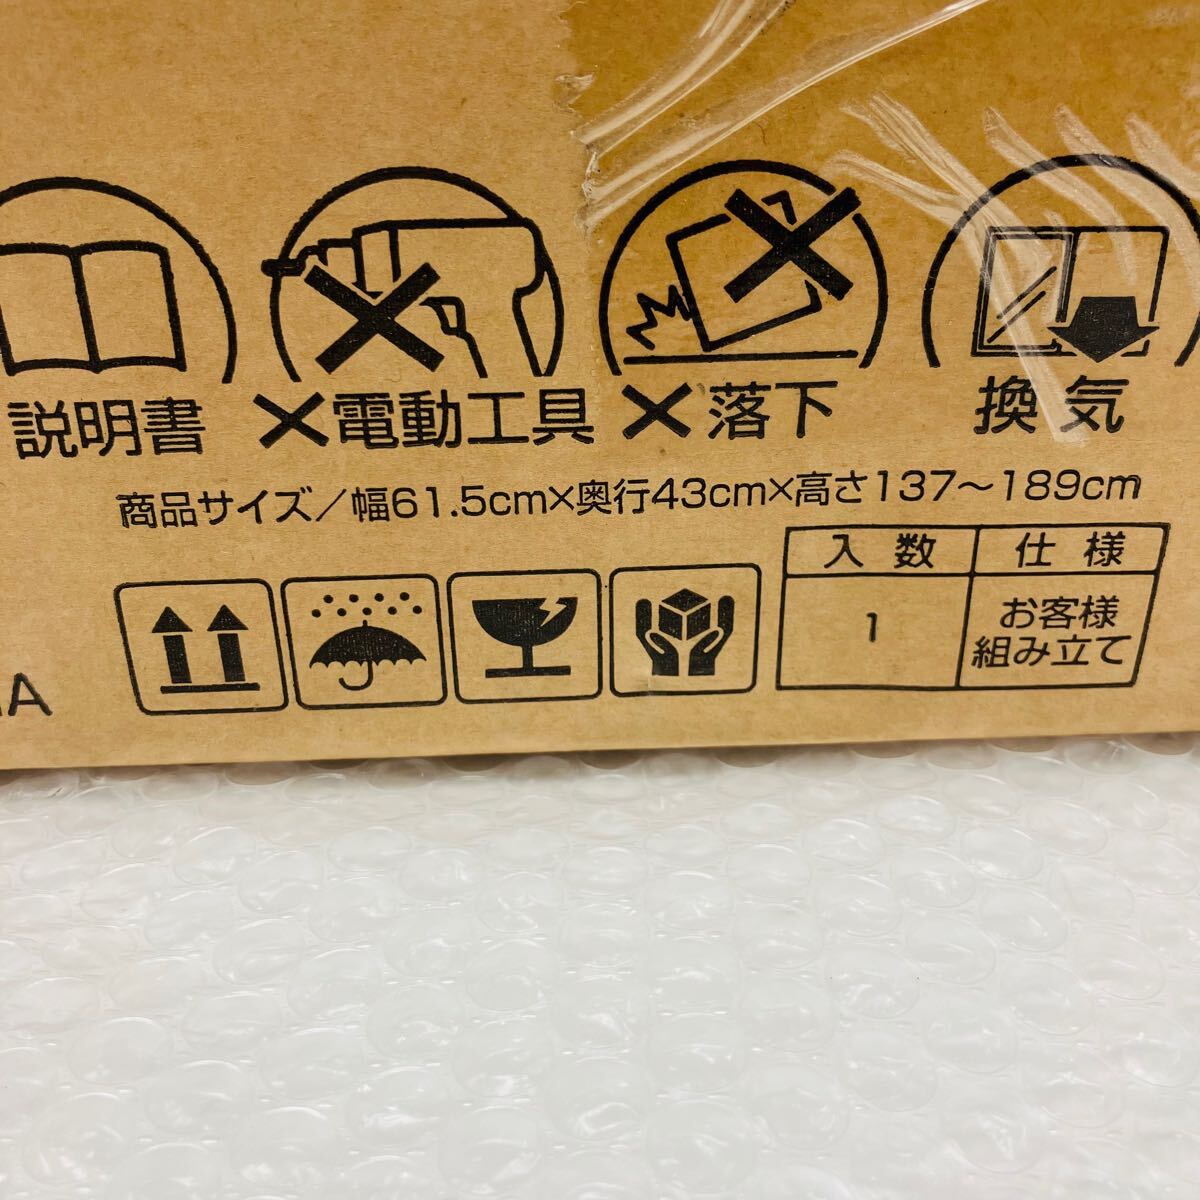 説明書 ×電動工具 ×落下 換気
商品サイズ／幅61.5cm×奥行43cm×高さ137〜189cm
入数 仕様
1 お客様
組み立て
A